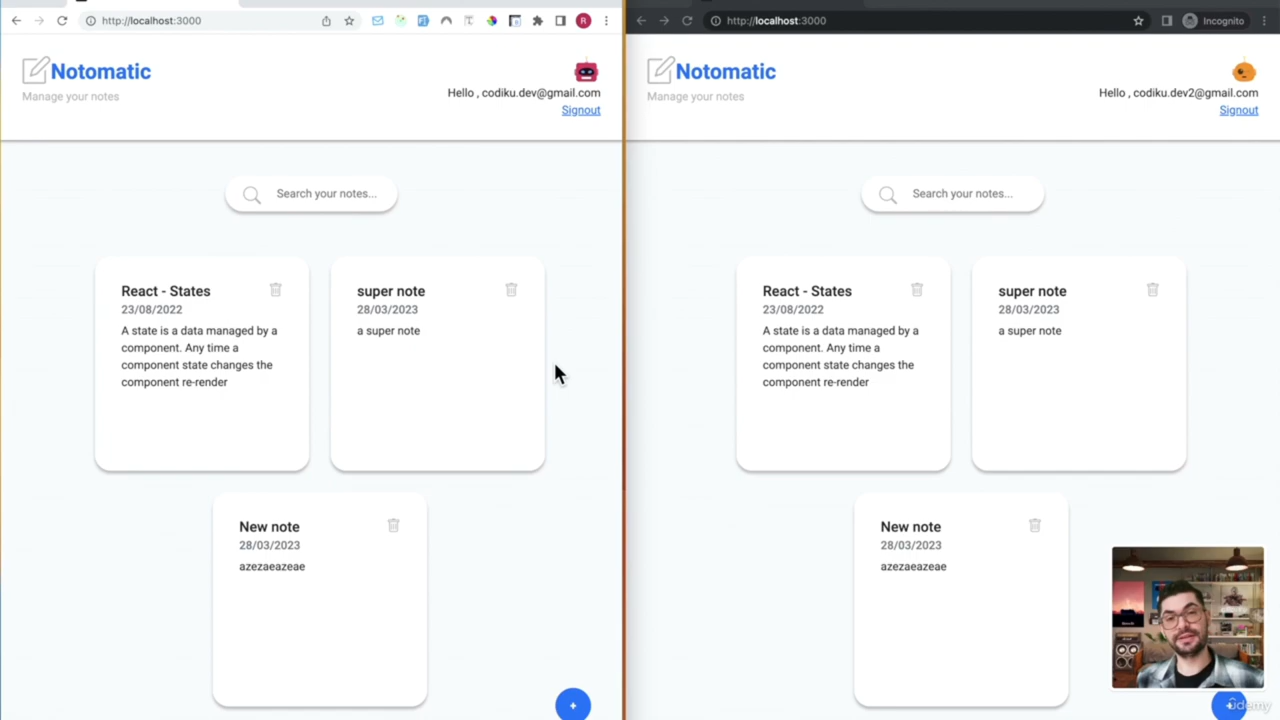 http://localhost:3000
R
Notomatic
Manage your notes
Hello , codiku.dev@gmail.com
Signout
Search your notes...
React - States
23/08/2022
A state is a data managed by a
component. Any time a
component state changes the
component re-render
super note
28/03/2023
a super note
New note
28/03/2023
azezaeazeae
+
http://localhost:3000
Incognito
Notomatic
Manage your notes
Hello , codiku.dev2@gmail.com
Signout
Search your notes...
React - States
23/08/2022
A state is a data managed by a
component. Any time a
component state changes the
component re-render
super note
28/03/2023
a super note
New note
28/03/2023
azezaeazeae
+
Udemy